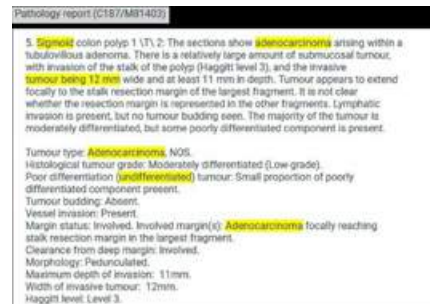 Pathology report (C187/M81403)
5. Sigmoid colon polyp 1 \T\ 2: The sections show adenocarcinoma arising within a
tubulovillous adenoma. There is a relatively large amount of submucosal tumour,
with invasion of the stalk of the polyp (Haggitt level 3), and the invasive
tumour being 12 mm wide and at least 11 mm in depth. Tumour appears to extend
focally to the stalk resection margin of the largest fragment. It is not clear
whether the resection margin is represented in the other fragments. Lymphatic
invasion is present, but no tumour budding seen. The majority of the tumour is
moderately differentiated, but some poorly differentiated component is present.
Tumour type: Adenocarcinoma, NOS.
Histological tumour grade: Moderately differentiated (Low grade).
Poor differentiation (undifferentiated) tumour: Small proportion of poorly
differentiated component present.
Tumour budding: Absent.
Vessel invasion: Present.
Margin status: Involved. Involved margin(s): Adenocarcinoma focally reaching
stalk resection margin in the largest fragment.
Clearance from deep margin: Involved.
Morphology: Pedunculated.
Maximum depth of invasion: 11mm.
Width of invasive tumour: 12mm.
Haggitt level: Level 3.